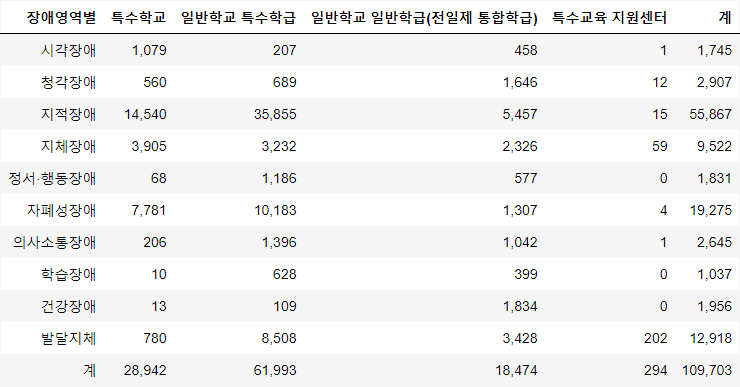 장애영역별 특수학교 일반학교 특수학급 일반학교 일반학급(전일제 통합학급) 특수교육 지원센터 계
시각장애 1,079 207 458 1 1,745
청각장애 560 689 1,646 12 2,907
지적장애 14,540 35,855 5,457 15 55,867
지체장애 3,905 3,232 2,326 59 9,522
정서·행동장애 68 1,186 577 0 1,831
자폐성장애 7,781 10,183 1,307 4 19,275
의사소통장애 206 1,396 1,042 1 2,645
학습장애 10 628 399 0 1,037
건강장애 13 109 1,834 0 1,956
발달지체 780 8,508 3,428 202 12,918
계 28,942 61,993 18,474 294 109,703